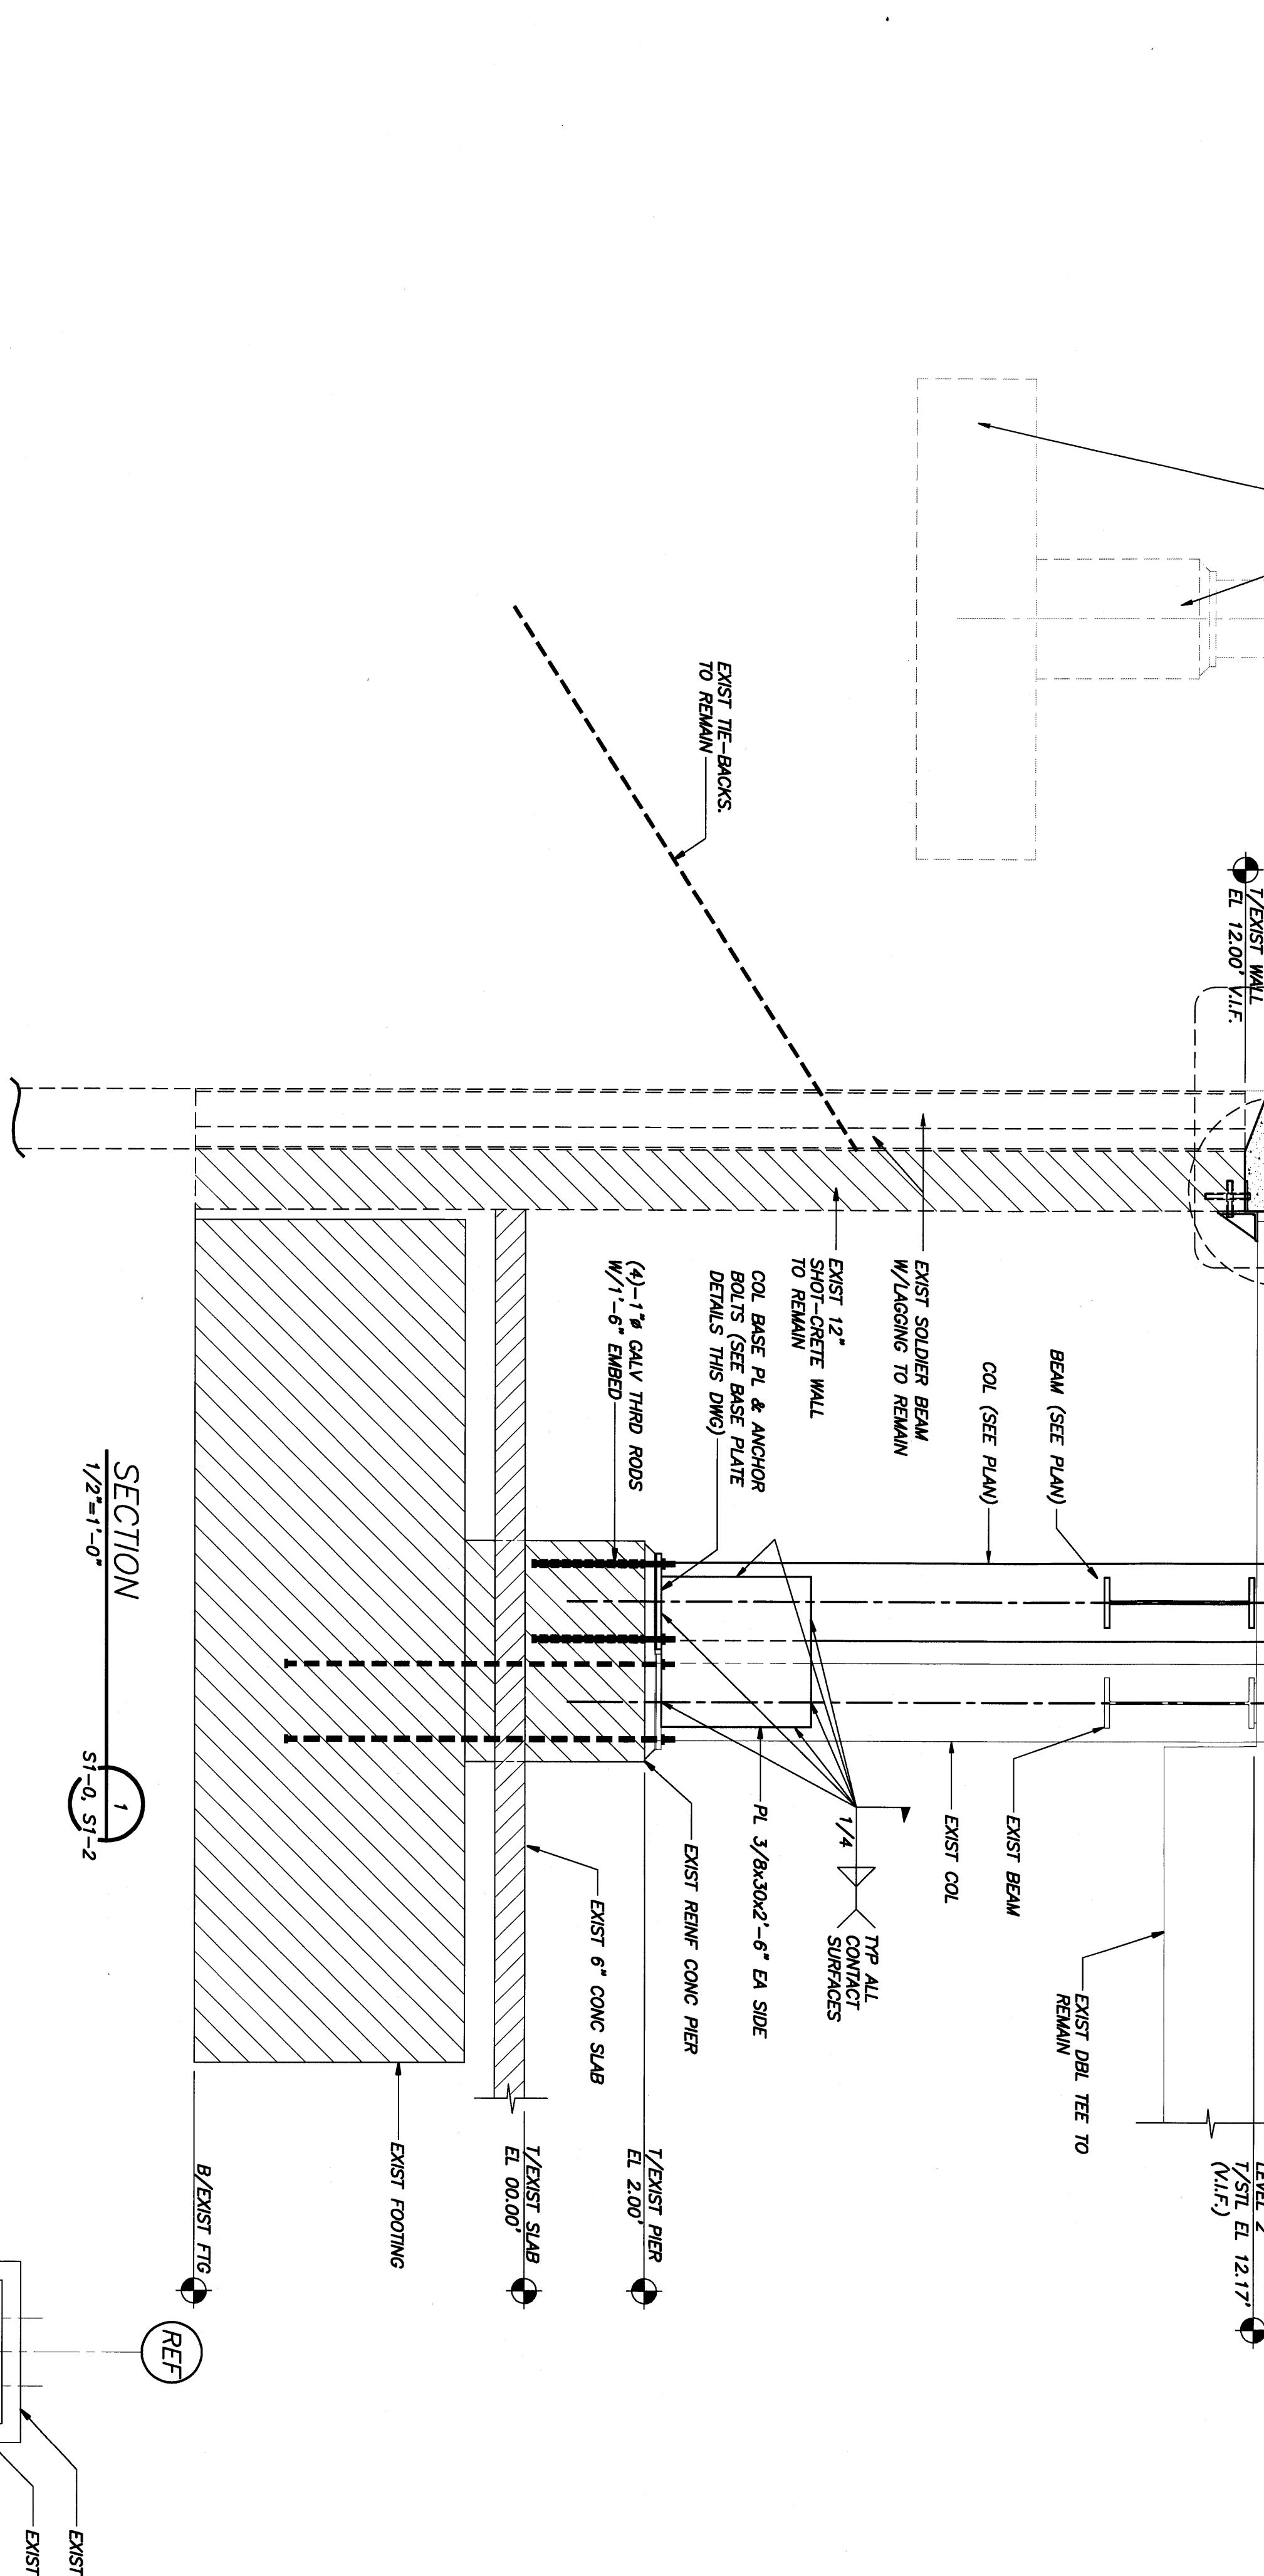 T/EXIST WALL
EL 12.00' V.I.F.
LEVEL 2
T/STL EL 12.17'
(V.I.F.)
BEAM (SEE PLAN)
COL (SEE PLAN)
EXIST SOLDIER BEAM
W/LAGGING TO REMAIN
EXIST 12"
SHOT-CRETE WALL
TO REMAIN
COL BASE PL & ANCHOR
BOLTS (SEE BASE PLATE
DETAILS THIS DWG)
(4)-1"ø GALV THRD RODS
W/1'-6" EMBED
EXIST TIE-BACKS.
TO REMAIN
EXIST DBL TEE TO
REMAIN
EXIST BEAM
EXIST COL
1/4
TYP ALL
CONTACT
SURFACES
PL 3/8x30x2'-6" EA SIDE
EXIST REINF CONC PIER
EXIST 6" CONC SLAB
T/EXIST PIER
EL 2.00'
T/EXIST SLAB
EL 00.00'
EXIST FOOTING
B/EXIST FTG
SECTION
1/2"=1'-0"
1
S1-0, S1-2
REF
EXIST
EXIST